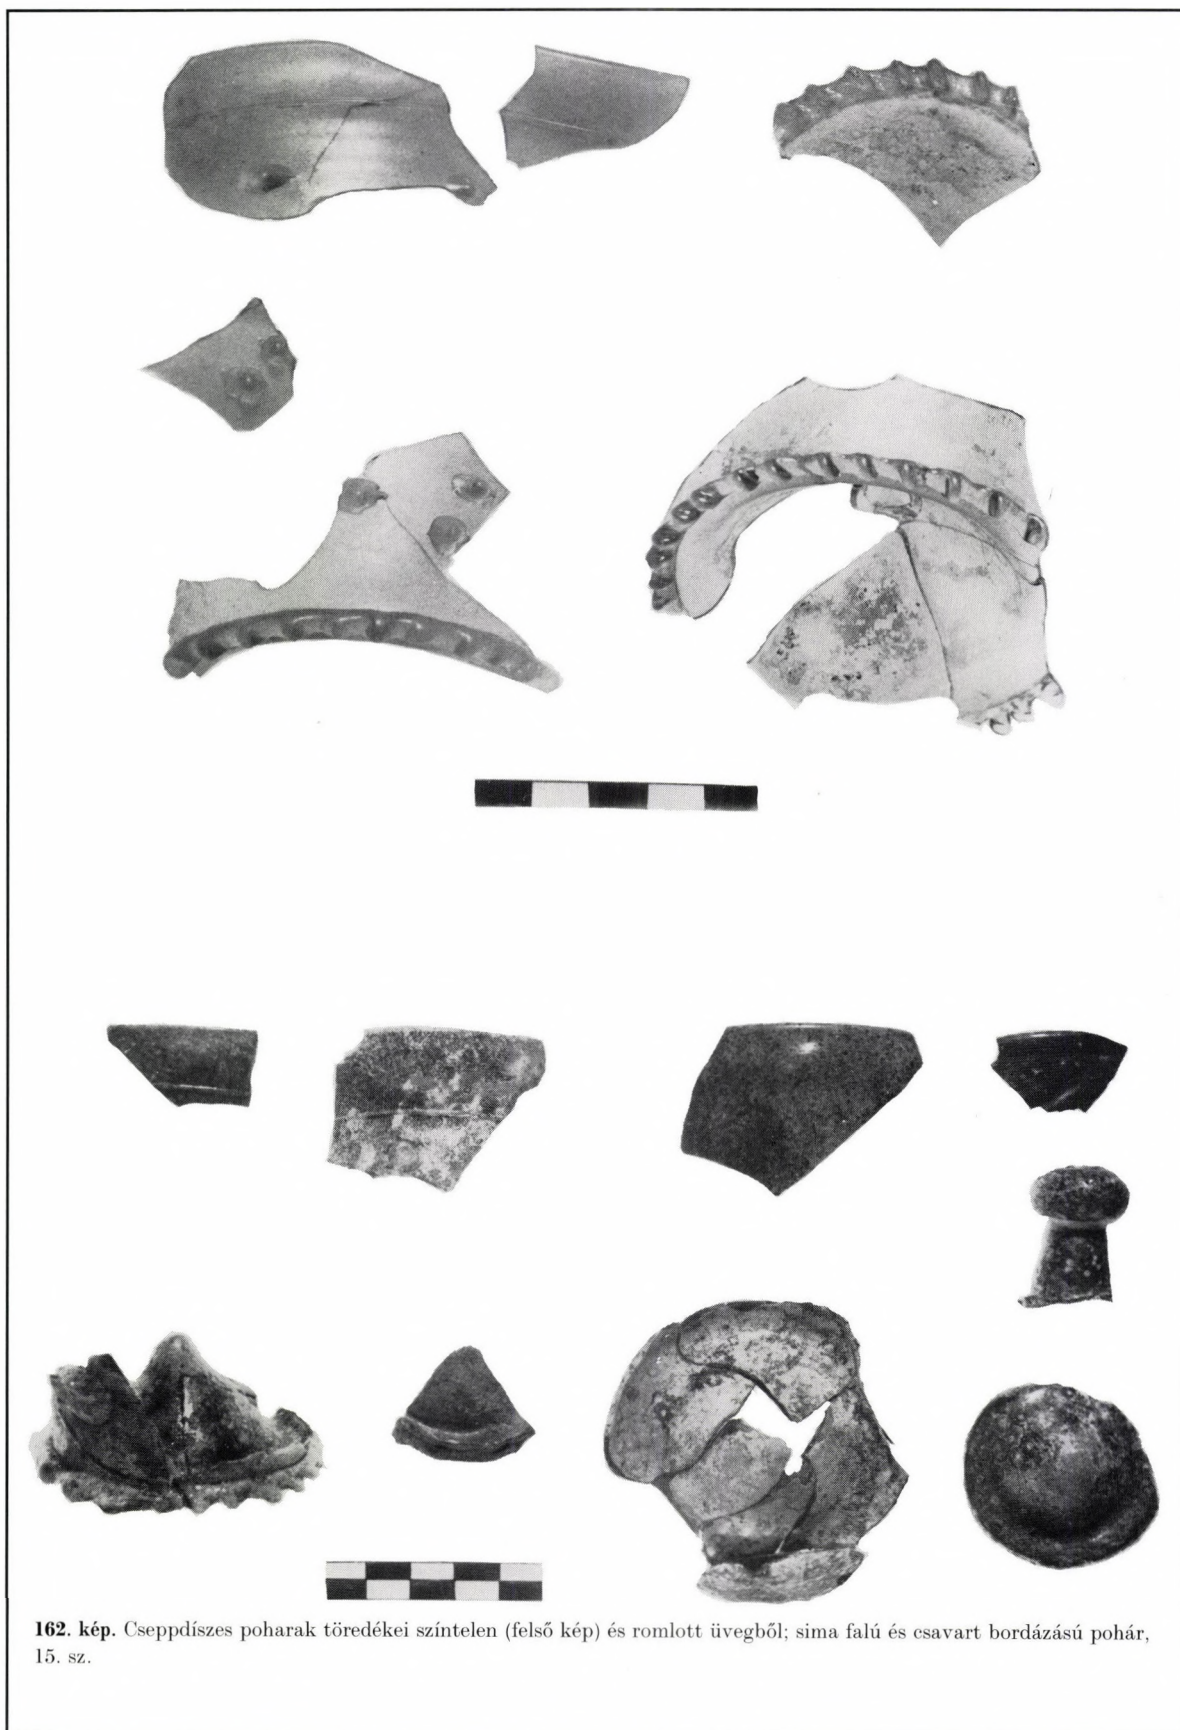 162. kép. Cseppdíszes poharak töredékei színtelen (felső kép) és romlott üvegből; sima falú és csavart bordázású pohár,
15. sz.